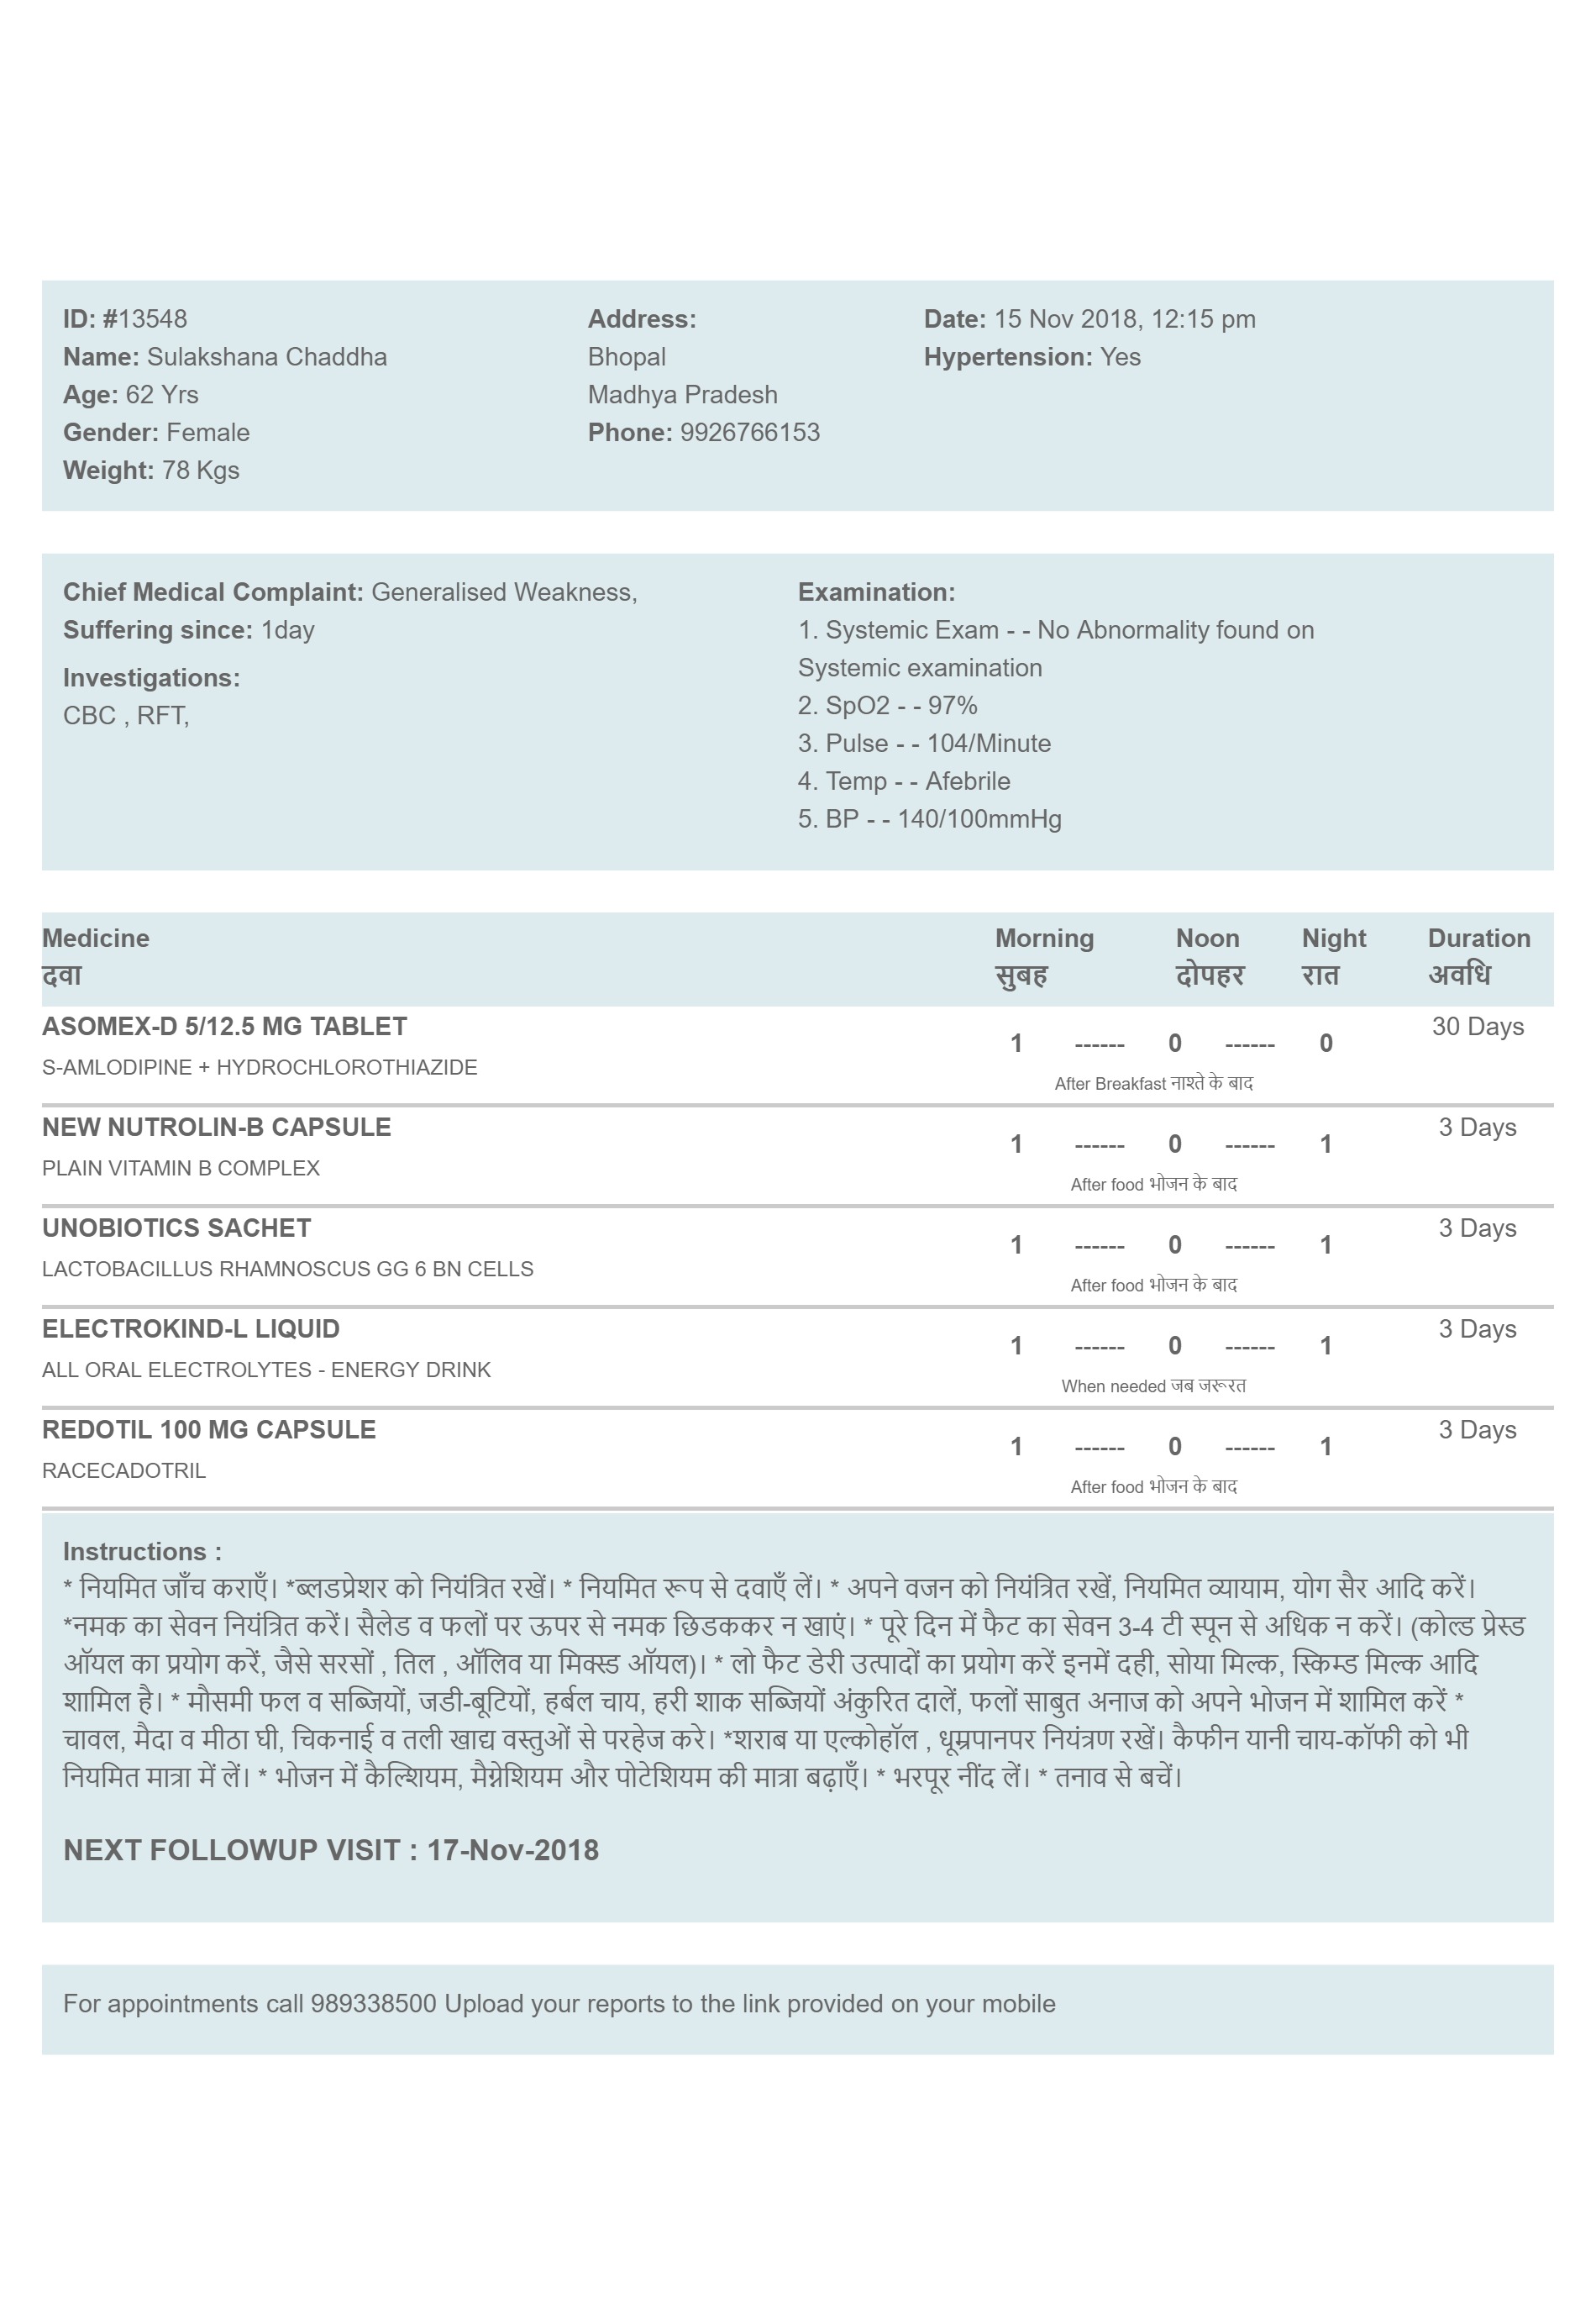 ID: #13548
Name: Sulakshana Chaddha
Age: 62 Yrs
Gender: Female
Weight: 78 Kgs
Address:
Bhopal
Madhya Pradesh
Phone: 9926766153
Date: 15 Nov 2018, 12:15 pm
Hypertension: Yes
Chief Medical Complaint: Generalised Weakness,
Suffering since: 1day
Investigations:
CBC , RFT,
Examination:
1. Systemic Exam - - No Abnormality found on
Systemic examination
2. SpO2 - - 97%
3. Pulse - - 104/Minute
4. Temp - - Afebrile
5. BP - - 140/100mmHg
Medicine Morning Noon Night Duration
दवा सुबह दोपहर रात अवधि
ASOMEX-D 5/12.5 MG TABLET 30 Days
1 ------ 0 ------ 0
S-AMLODIPINE + HYDROCHLOROTHIAZIDE
After Breakfast नाश्ते के बाद
NEW NUTROLIN-B CAPSULE 3 Days
1 ------ 0 ------ 1
PLAIN VITAMIN B COMPLEX
After food भोजन के बाद
UNOBIOTICS SACHET 3 Days
1 ------ 0 ------ 1
LACTOBACILLUS RHAMNOSCUS GG 6 BN CELLS
After food भोजन के बाद
ELECTROKIND-L LIQUID 3 Days
1 ------ 0 ------ 1
ALL ORAL ELECTROLYTES - ENERGY DRINK
When needed जब जरूरत
REDOTIL 100 MG CAPSULE 3 Days
1 ------ 0 ------ 1
RACECADOTRIL
After food भोजन के बाद
Instructions :
* नियमित जाँच कराएँ। *ब्लडप्रेशर को नियंत्रित रखें। * नियमित रूप से दवाएँ लें। * अपने वजन को नियंत्रित रखें, नियमित व्यायाम, योग सैर आदि करें।
*नमक का सेवन नियंत्रित करें। सैलेड व फलों पर ऊपर से नमक छिडककर न खाएं। * पूरे दिन में फैट का सेवन 3-4 टी स्पून से अधिक न करें। (कोल्ड प्रेस्ड
ऑयल का प्रयोग करें, जैसे सरसों , तिल , ऑलिव या मिक्स्ड ऑयल)। * लो फैट डेरी उत्पादों का प्रयोग करें इनमें दही, सोया मिल्क, स्किम्ड मिल्क आदि
शामिल है। * मौसमी फल व सब्जियों, जडी-बूटियों, हर्बल चाय, हरी शाक सब्जियों अंकुरित दालें, फलों साबुत अनाज को अपने भोजन में शामिल करें *
चावल, मैदा व मीठा घी, चिकनाई व तली खाद्य वस्तुओं से परहेज करे। *शराब या एल्कोहॉल , धूम्रपानपर नियंत्रण रखें। कैफीन यानी चाय-कॉफी को भी
नियमित मात्रा में लें। * भोजन में कैल्शियम, मैग्नेशियम और पोटेशियम की मात्रा बढ़ाएँ। * भरपूर नींद लें। * तनाव से बचें।
NEXT FOLLOWUP VISIT : 17-Nov-2018
For appointments call 989338500 Upload your reports to the link provided on your mobile